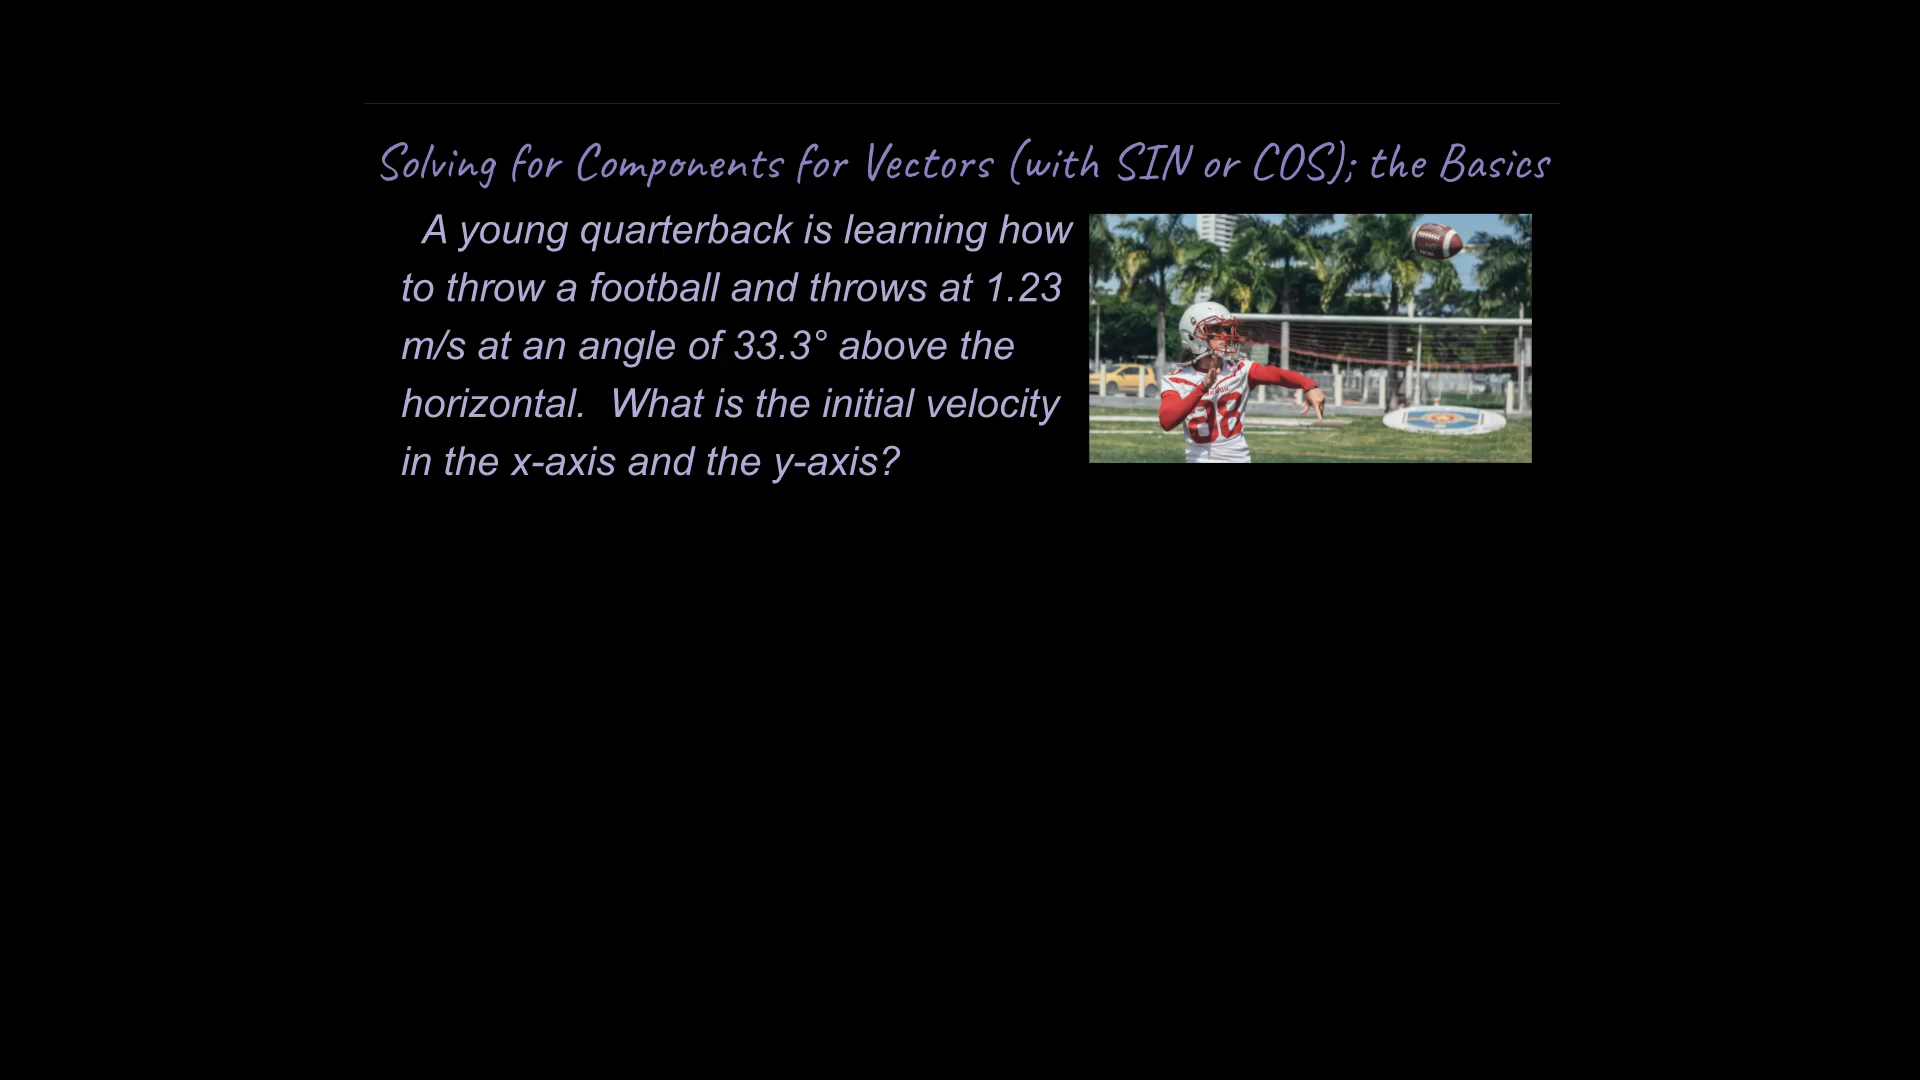 Solving for Components for Vectors (with SIN or COS); the Basics
A young quarterback is learning how
to throw a football and throws at 1.23
m/s at an angle of 33.3° above the
horizontal.  What is the initial velocity
in the x-axis and the y-axis?
88